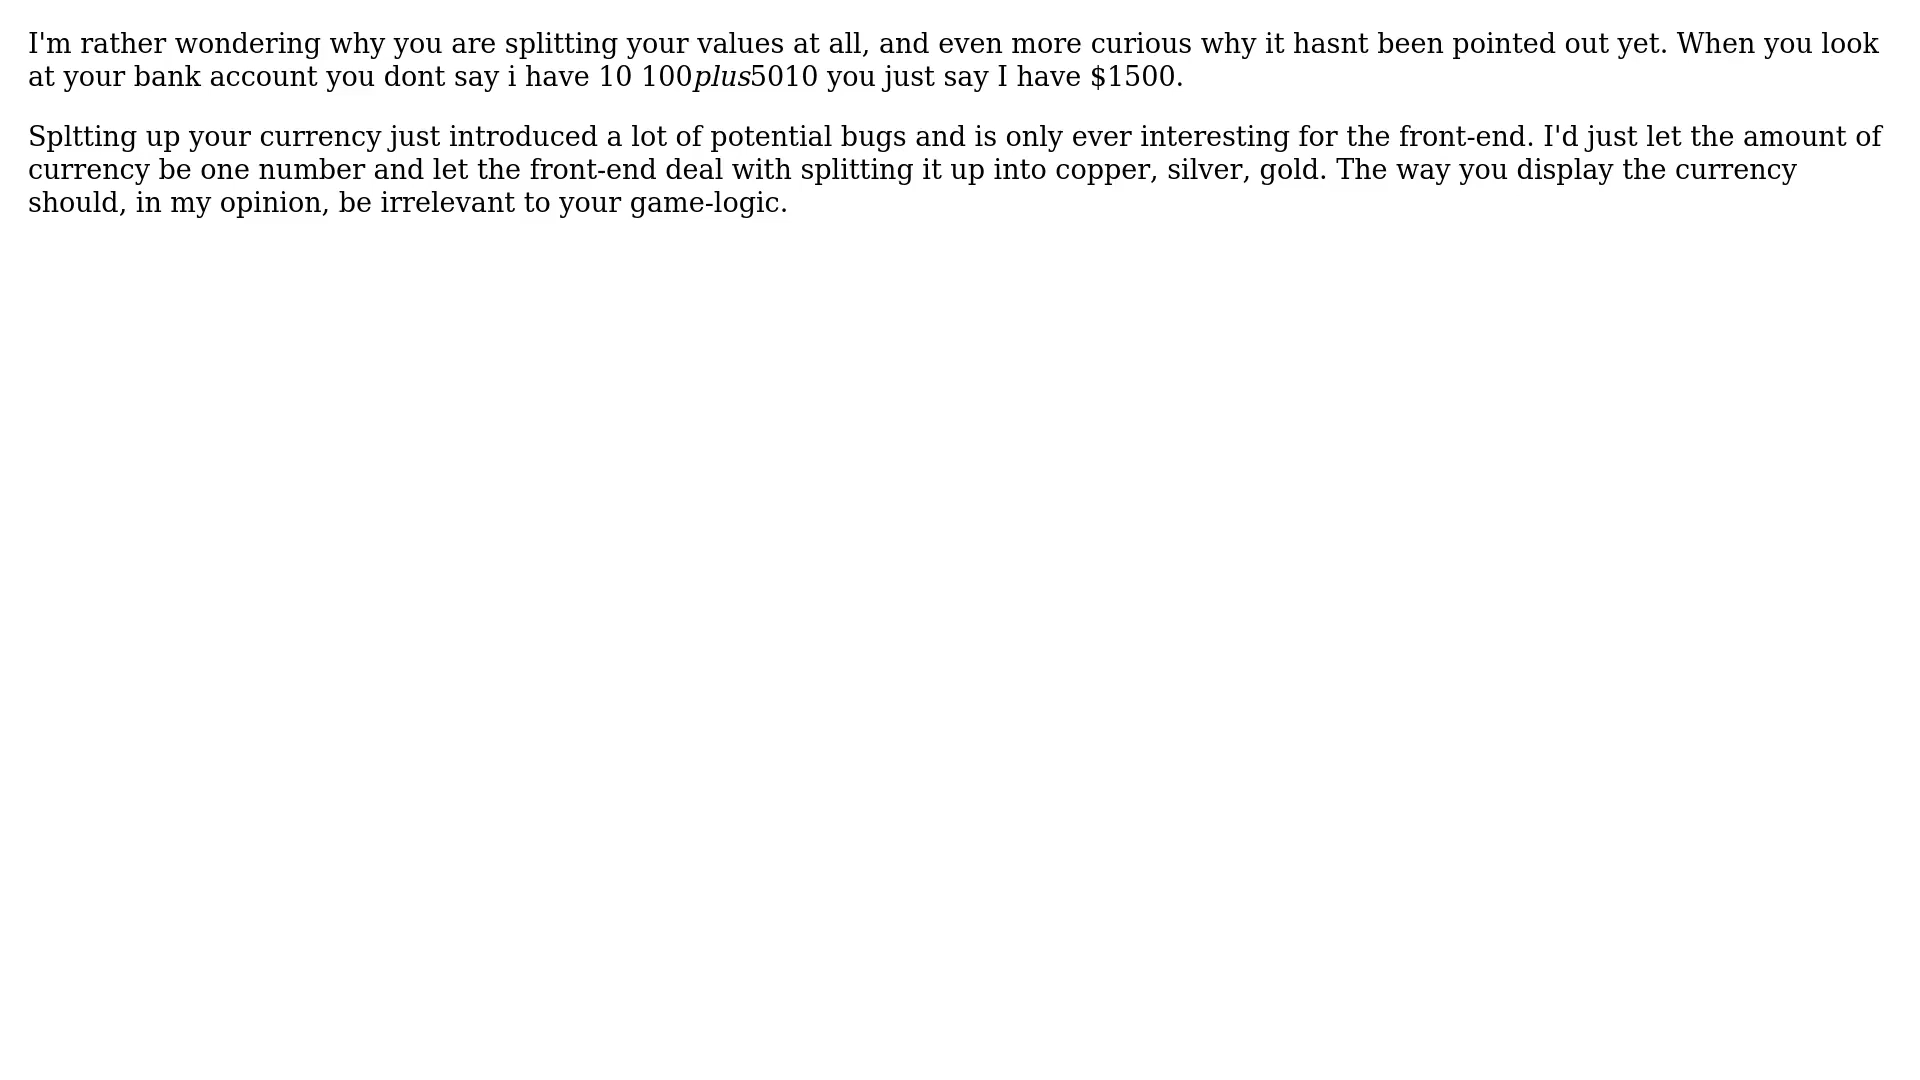 I'm rather wondering why you are splitting your values at all, and even more curious why it hasnt been pointed out yet. When you look
at your bank account you dont say i have 10 100plus5010 you just say I have $1500.
Spltting up your currency just introduced a lot of potential bugs and is only ever interesting for the front-end. I'd just let the amount of
currency be one number and let the front-end deal with splitting it up into copper, silver, gold. The way you display the currency
should, in my opinion, be irrelevant to your game-logic.